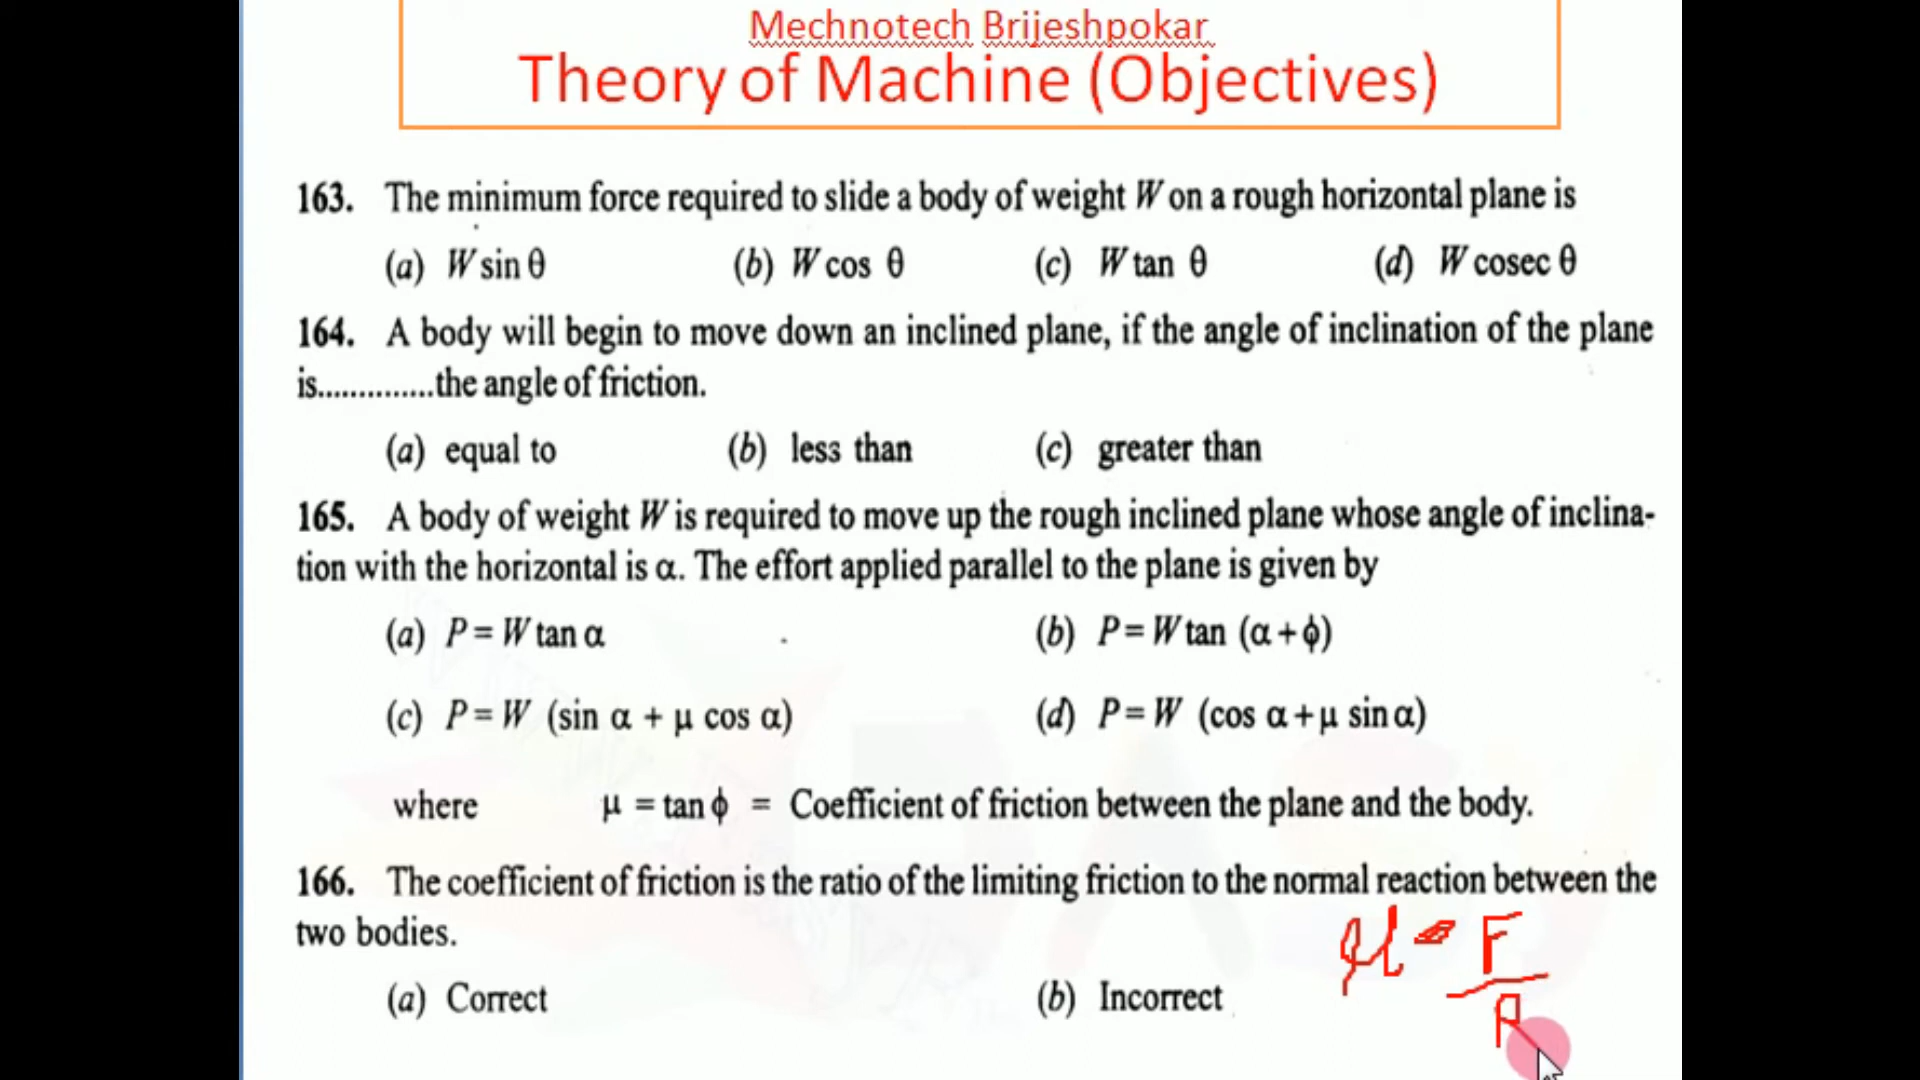 Mechnotech Brijeshpokar
Theory of Machine (Objectives)
163. The minimum force required to slide a body of weight W on a rough horizontal plane is
(a) W sin θ (b) W cos θ (c) W tan θ (d) W cosec θ
164. A body will begin to move down an inclined plane, if the angle of inclination of the plane
is..............the angle of friction.
(a) equal to (b) less than (c) greater than
165. A body of weight W is required to move up the rough inclined plane whose angle of inclina-
tion with the horizontal is α. The effort applied parallel to the plane is given by
(a) P = W tan α (b) P = W tan (α + ϕ)
(c) P = W (sin α + μ cos α) (d) P = W (cos α + μ sin α)
where μ = tan ϕ = Coefficient of friction between the plane and the body.
166. The coefficient of friction is the ratio of the limiting friction to the normal reaction between the
two bodies.
μ = F
R
(a) Correct (b) Incorrect